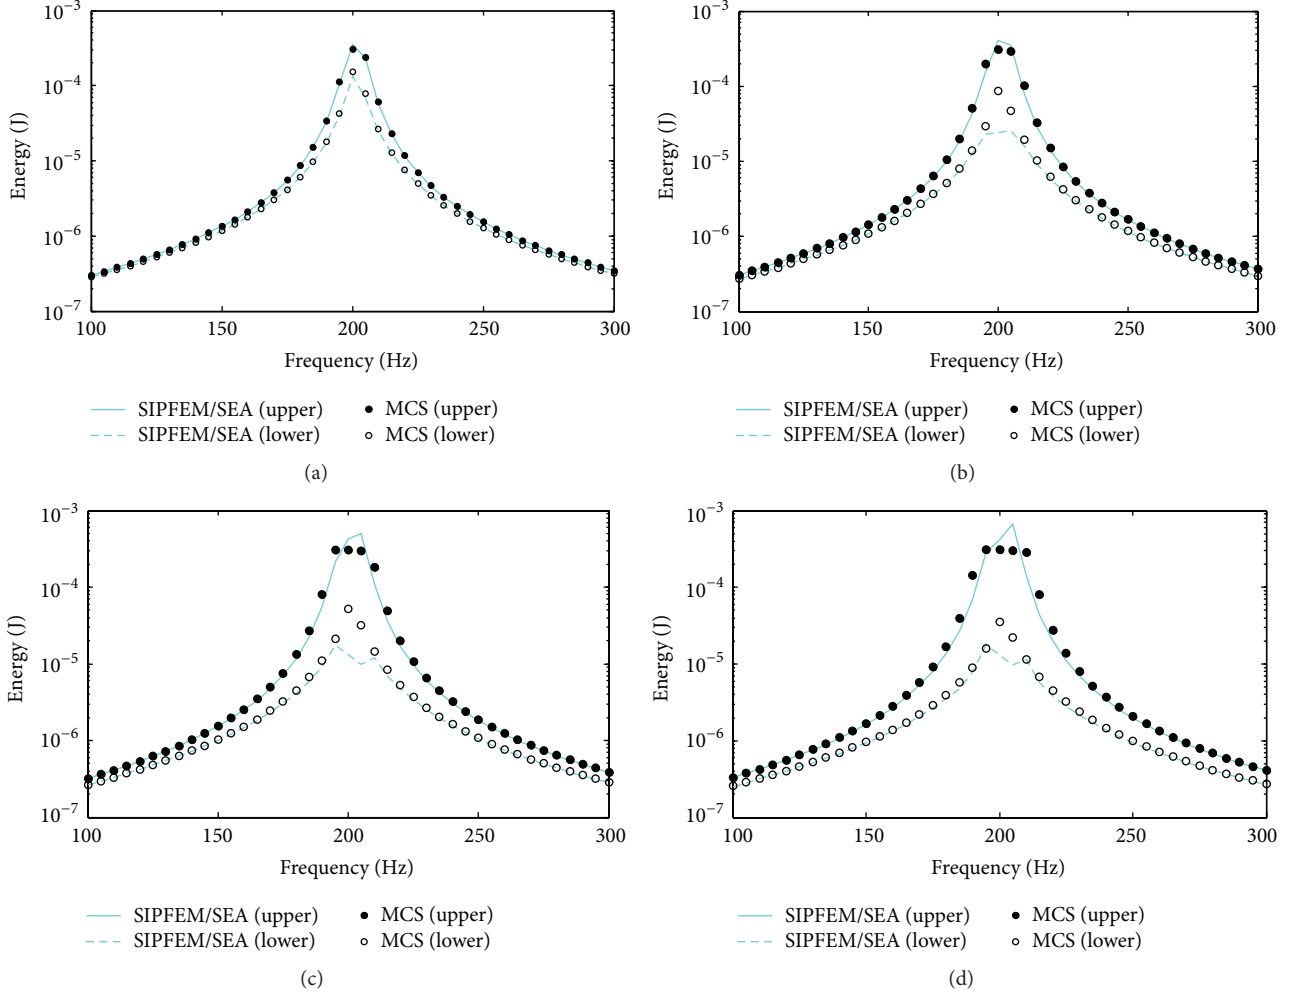 10−3
10−4
10−5
10−6
10−7
Energy (J)
100 150 200 250 300
Frequency (Hz)
SIPFEM/SEA (upper)
SIPFEM/SEA (lower)
MCS (upper)
MCS (lower)
(a)
10−3
10−4
10−5
10−6
10−7
Energy (J)
100 150 200 250 300
Frequency (Hz)
SIPFEM/SEA (upper)
SIPFEM/SEA (lower)
MCS (upper)
MCS (lower)
(b)
10−3
10−4
10−5
10−6
10−7
Energy (J)
100 150 200 250 300
Frequency (Hz)
SIPFEM/SEA (upper)
SIPFEM/SEA (lower)
MCS (upper)
MCS (lower)
(c)
10−3
10−4
10−5
10−6
10−7
Energy (J)
100 150 200 250 300
Frequency (Hz)
SIPFEM/SEA (upper)
SIPFEM/SEA (lower)
MCS (upper)
MCS (lower)
(d)